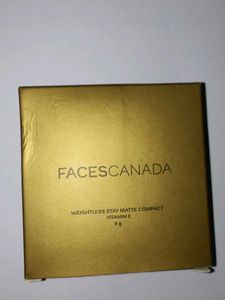 FACESCANADA
WEIGHTLESS STAY MATTE COMPACT
VITAMIN E
9 g